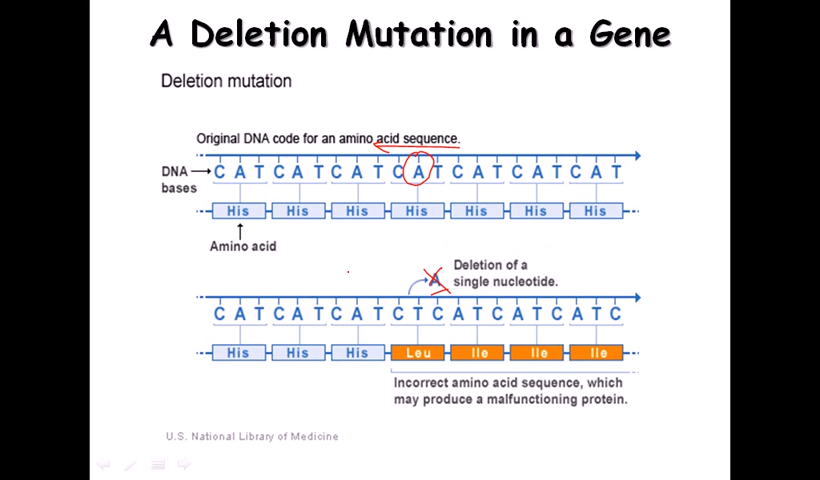 A Deletion Mutation in a Gene
Deletion mutation
Original DNA code for an amino acid sequence.
DNA bases
C A T C A T C A T C A T C A T C A T C A T
His His His His His His His
Amino acid
A
Deletion of a
single nucleotide.
C A T C A T C A T C T C A T C A T C A T C
His His His Leu Ile Ile Ile
Incorrect amino acid sequence, which
may produce a malfunctioning protein.
U.S. National Library of Medicine